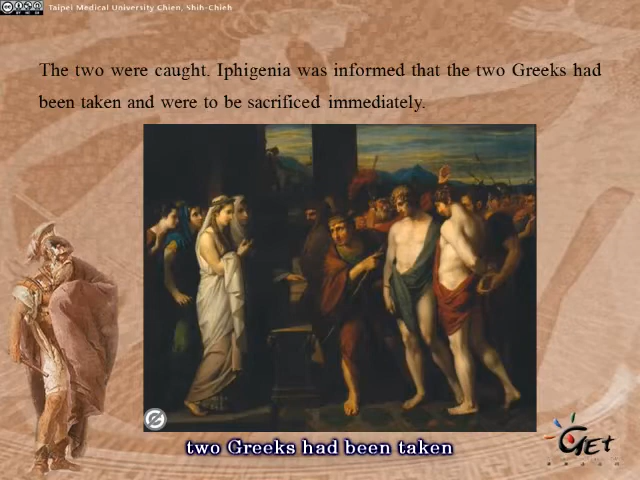 Taipei Medical University Chien, Shih-Chieh
The two were caught. Iphigenia was informed that the two Greeks had
been taken and were to be sacrificed immediately.
two Greeks had been taken
GET